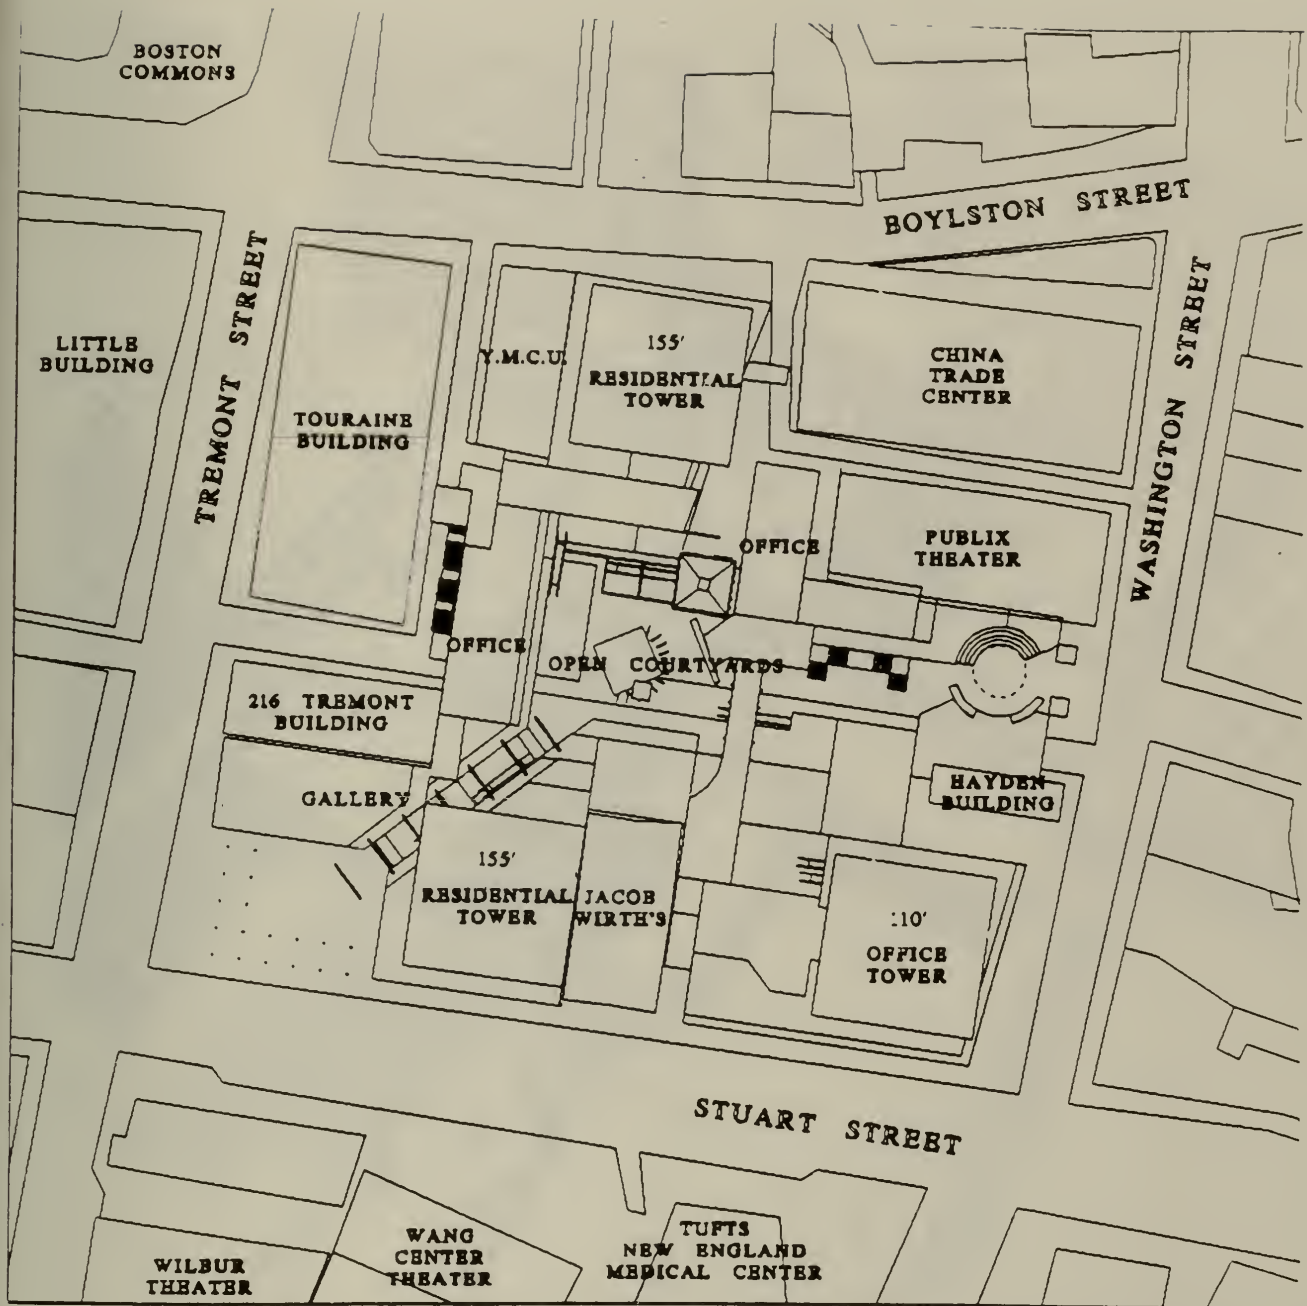 BOSTON
COMMONS
BOYLSTON STREET
TREMONT STREET
LITTLE
BUILDING
TOURAINE
BUILDING
Y.M.C.U.
155'
RESIDENTIAL
TOWER
CHINA
TRADE
CENTER
WASHINGTON STREET
OFFICE
PUBLIX
THEATER
OFFICE
OPEN COURTYARDS
216 TREMONT
BUILDING
GALLERY
HAYDEN
BUILDING
155'
RESIDENTIAL
TOWER
JACOB
WIRTH'S
110'
OFFICE
TOWER
STUART STREET
WILBUR
THEATER
WANG
CENTER
THEATER
TUFTS
NEW ENGLAND
MEDICAL CENTER